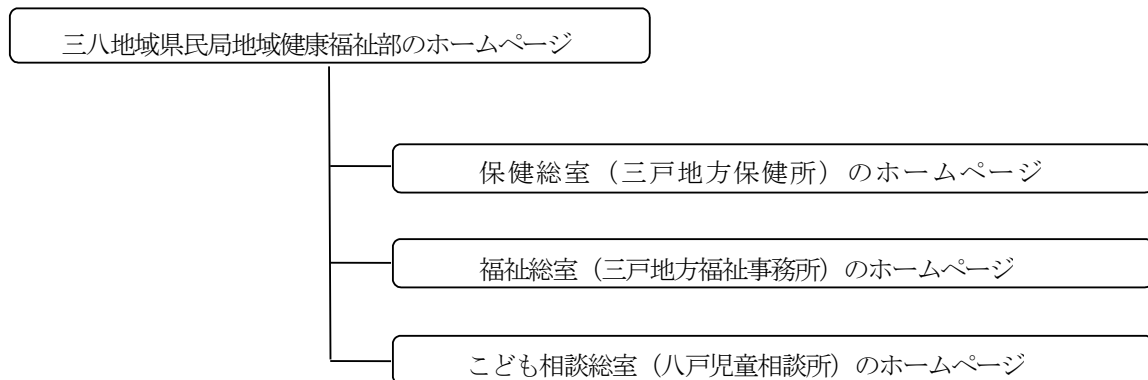 三八地域県民局地域健康福祉部のホームページ
保健総室（三戸地方保健所）のホームページ
福祉総室（三戸地方福祉事務所）のホームページ
こども相談総室（八戸児童相談所）のホームページ